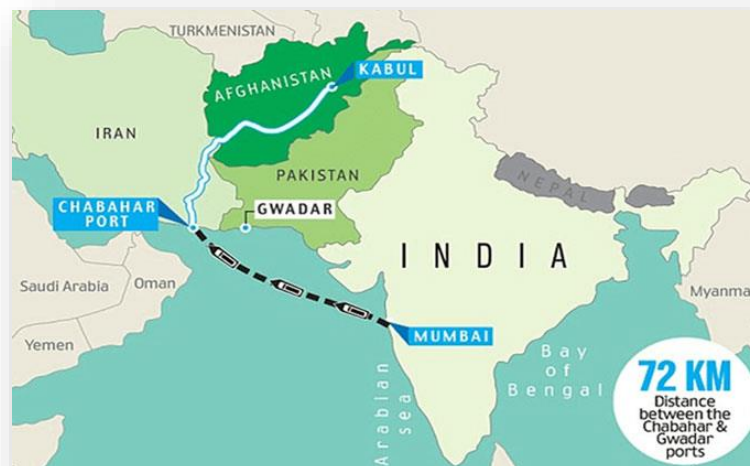 TURKMENISTAN
AFGHANISTAN
KABUL
IRAN
PAKISTAN
CHABAHAR
PORT
GWADAR
NEPAL
INDIA
Saudi Arabia
Oman
Myanma
Yemen
MUMBAI
Arabian
sea
Bay
of
Bengal
72 KM
Distance
between the
Chabahar &
Gwadar
ports